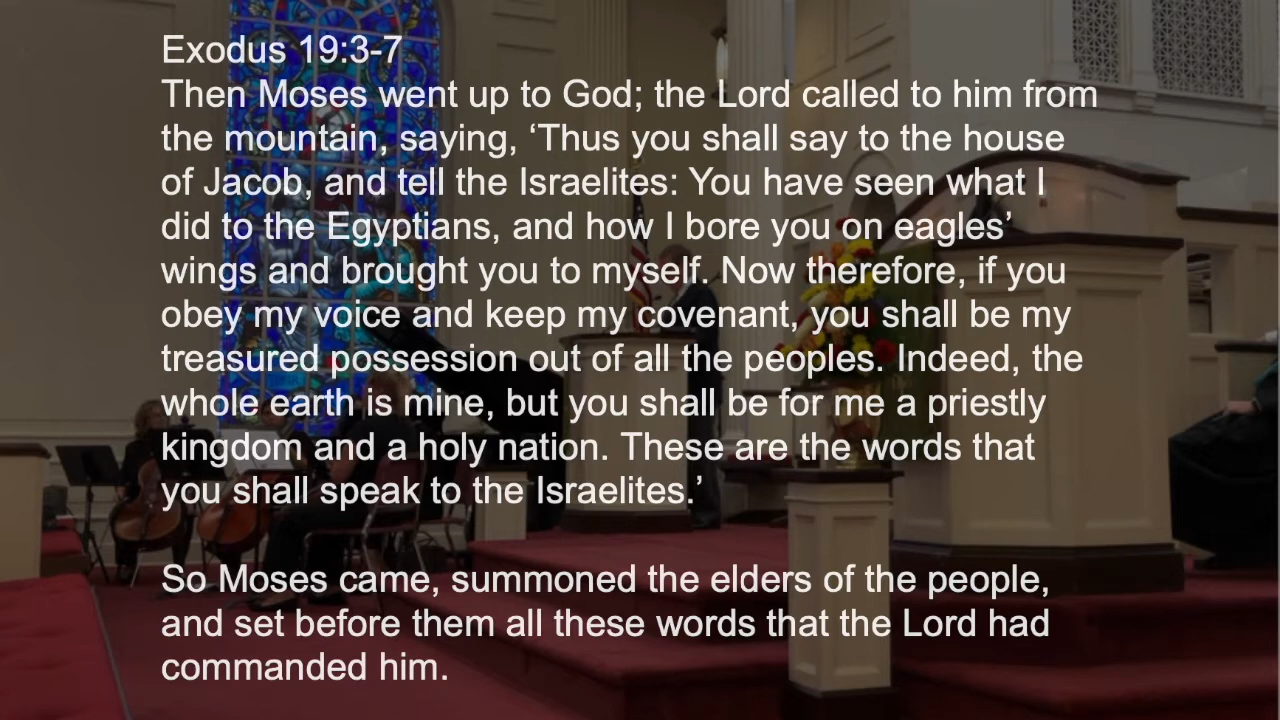 Exodus 19:3-7
Then Moses went up to God; the Lord called to him from
the mountain, saying, ‘Thus you shall say to the house
of Jacob, and tell the Israelites: You have seen what I
did to the Egyptians, and how I bore you on eagles’
wings and brought you to myself. Now therefore, if you
obey my voice and keep my covenant, you shall be my
treasured possession out of all the peoples. Indeed, the
whole earth is mine, but you shall be for me a priestly
kingdom and a holy nation. These are the words that
you shall speak to the Israelites.’
So Moses came, summoned the elders of the people,
and set before them all these words that the Lord had
commanded him.